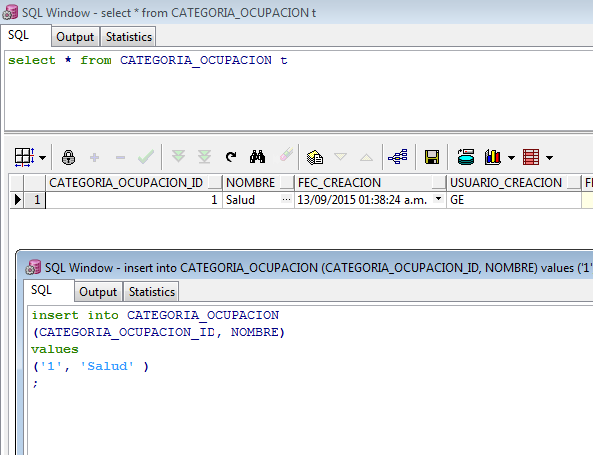 SQL Window - select * from CATEGORIA_OCUPACION t
SQL Output Statistics
select * from CATEGORIA_OCUPACION t
CATEGORIA_OCUPACION_ID NOMBRE FEC_CREACION USUARIO_CREACION
1 1 Salud ··· 13/09/2015 01:38:24 a.m. GE
SQL Window - insert into CATEGORIA_OCUPACION (CATEGORIA_OCUPACION_ID, NOMBRE) values ('1'
SQL Output Statistics
insert into CATEGORIA_OCUPACION
(CATEGORIA_OCUPACION_ID, NOMBRE)
values
('1', 'Salud' )
;